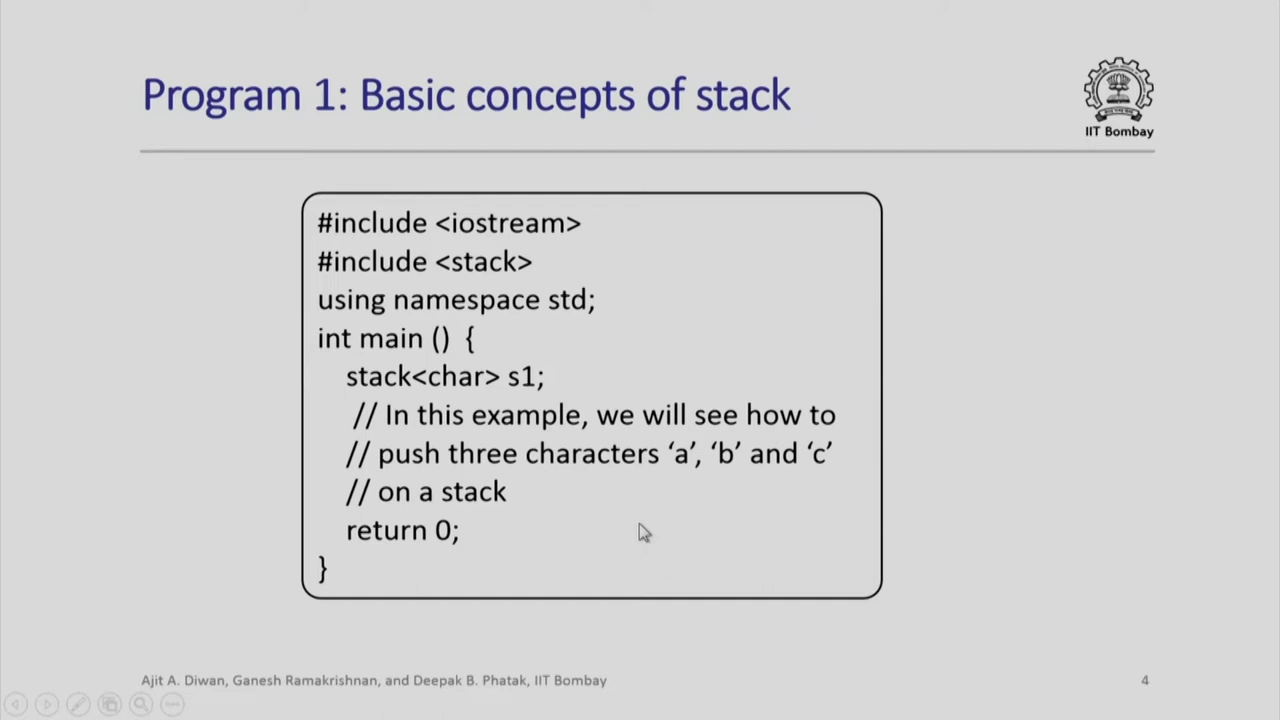 Program 1: Basic concepts of stack
IIT Bombay
#include <iostream>
#include <stack>
using namespace std;
int main ()  {
stack<char> s1;
// In this example, we will see how to
// push three characters ‘a’, ‘b’ and ‘c’
// on a stack
return 0;
}
Ajit A. Diwan, Ganesh Ramakrishnan, and Deepak B. Phatak, IIT Bombay
4